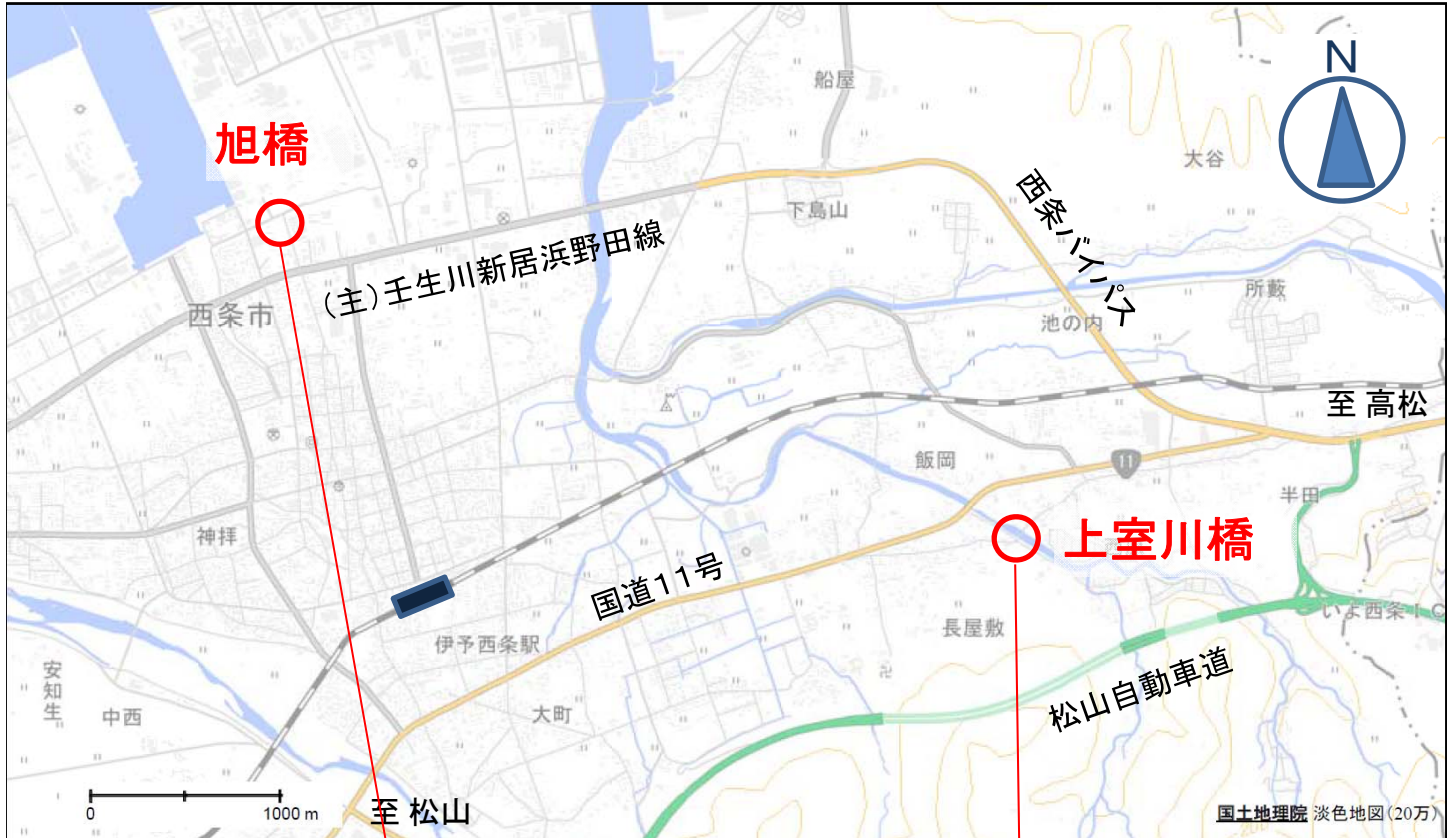 N
船屋
旭橋
大谷
西条バイパス
下島山
(主)壬生川新居浜野田線
所藪
西条市
池の内
至 高松
飯岡
11
半田
神拝
上室川橋
国道11号
いよ西条IC
長屋敷
伊予西条駅
安知生
松山自動車道
中西
大町
0
1000 m
至 松山
国土地理院 淡色地図(20万)